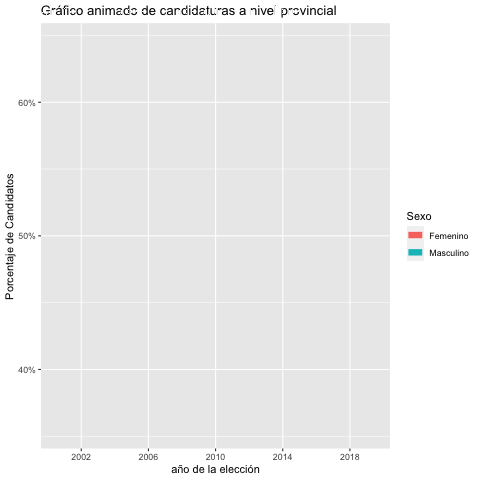 Gráfico animado de candidaturas a nivel provincial
Porcentaje de Candidatos
60%
50%
40%
2002
2006
2010
2014
2018
año de la elección
Sexo
Femenino
Masculino